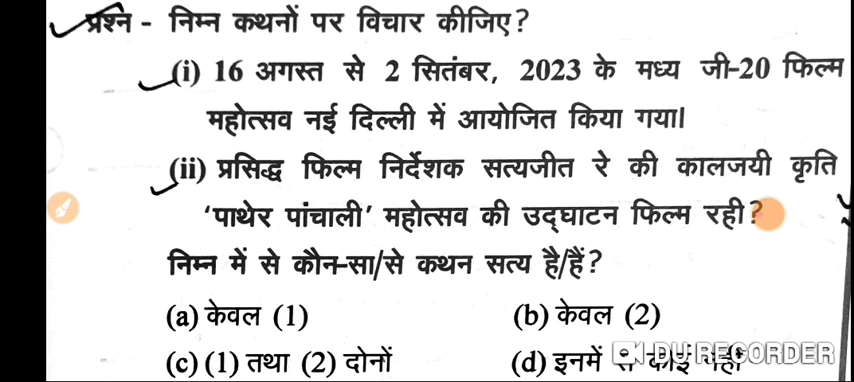 प्रश्न - निम्न कथनों पर विचार कीजिए?
(i) 16 अगस्त से 2 सितंबर, 2023 के मध्य जी-20 फिल्म
महोत्सव नई दिल्ली में आयोजित किया गया।
(ii) प्रसिद्ध फिल्म निर्देशक सत्यजीत रे की कालजयी कृति
'पाथेर पांचाली' महोत्सव की उद्घाटन फिल्म रही?
निम्न में से कौन-सा/से कथन सत्य है/हैं?
(a) केवल (1) (b) केवल (2)
(c) (1) तथा (2) दोनों (d) इनमें से कोई नहीं
DU RECORDER